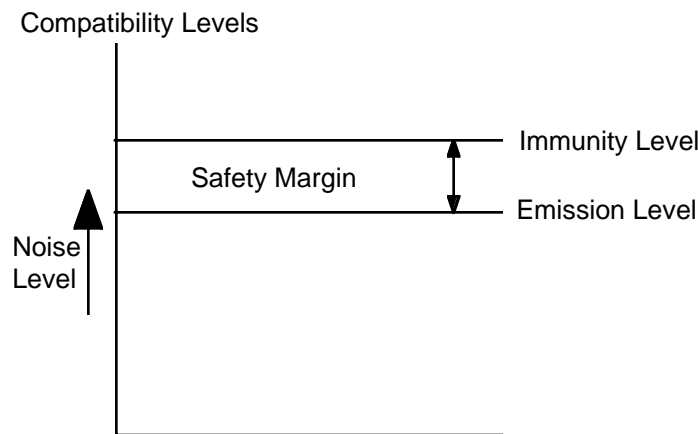 Compatibility Levels
Immunity Level
Safety Margin
Emission Level
Noise
Level